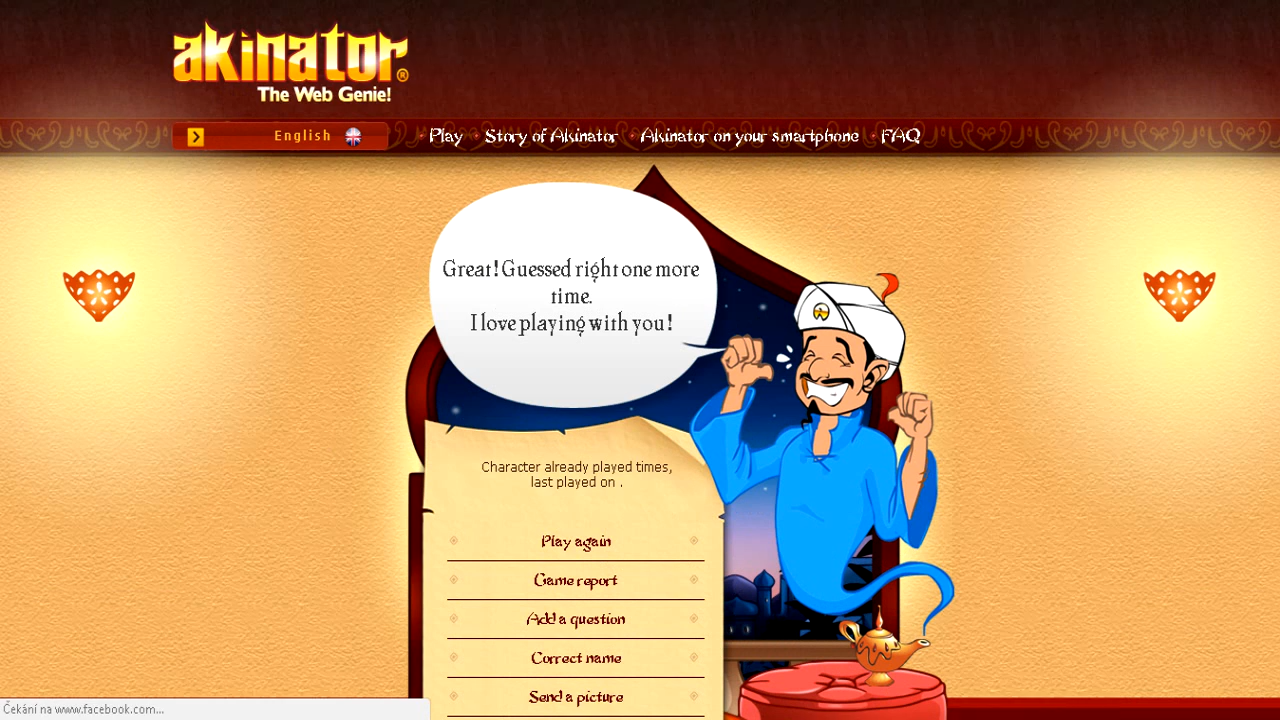 akinator®
The Web Genie!
English
Play
Story of Akinator
Akinator on your smartphone
FAQ
Great! Guessed right one more
time.
I love playing with you!
Character already played times,
last played on .
Play again
Game report
Add a question
Correct name
Send a picture
Čekání na www.facebook.com...